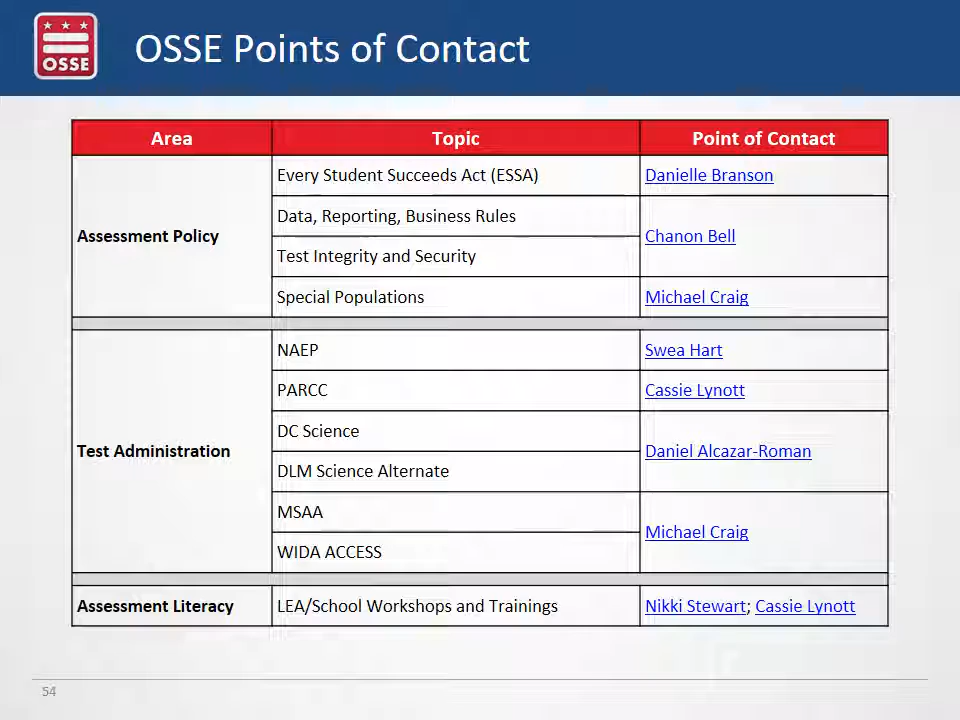 OSSE
OSSE Points of Contact
Area Topic Point of Contact
Assessment Policy
Every Student Succeeds Act (ESSA) Danielle Branson
Data, Reporting, Business Rules
Chanon Bell
Test Integrity and Security
Special Populations Michael Craig
Test Administration
NAEP Swea Hart
PARCC Cassie Lynott
DC Science
Daniel Alcazar-Roman
DLM Science Alternate
MSAA
Michael Craig
WIDA ACCESS
Assessment Literacy LEA/School Workshops and Trainings Nikki Stewart; Cassie Lynott
54